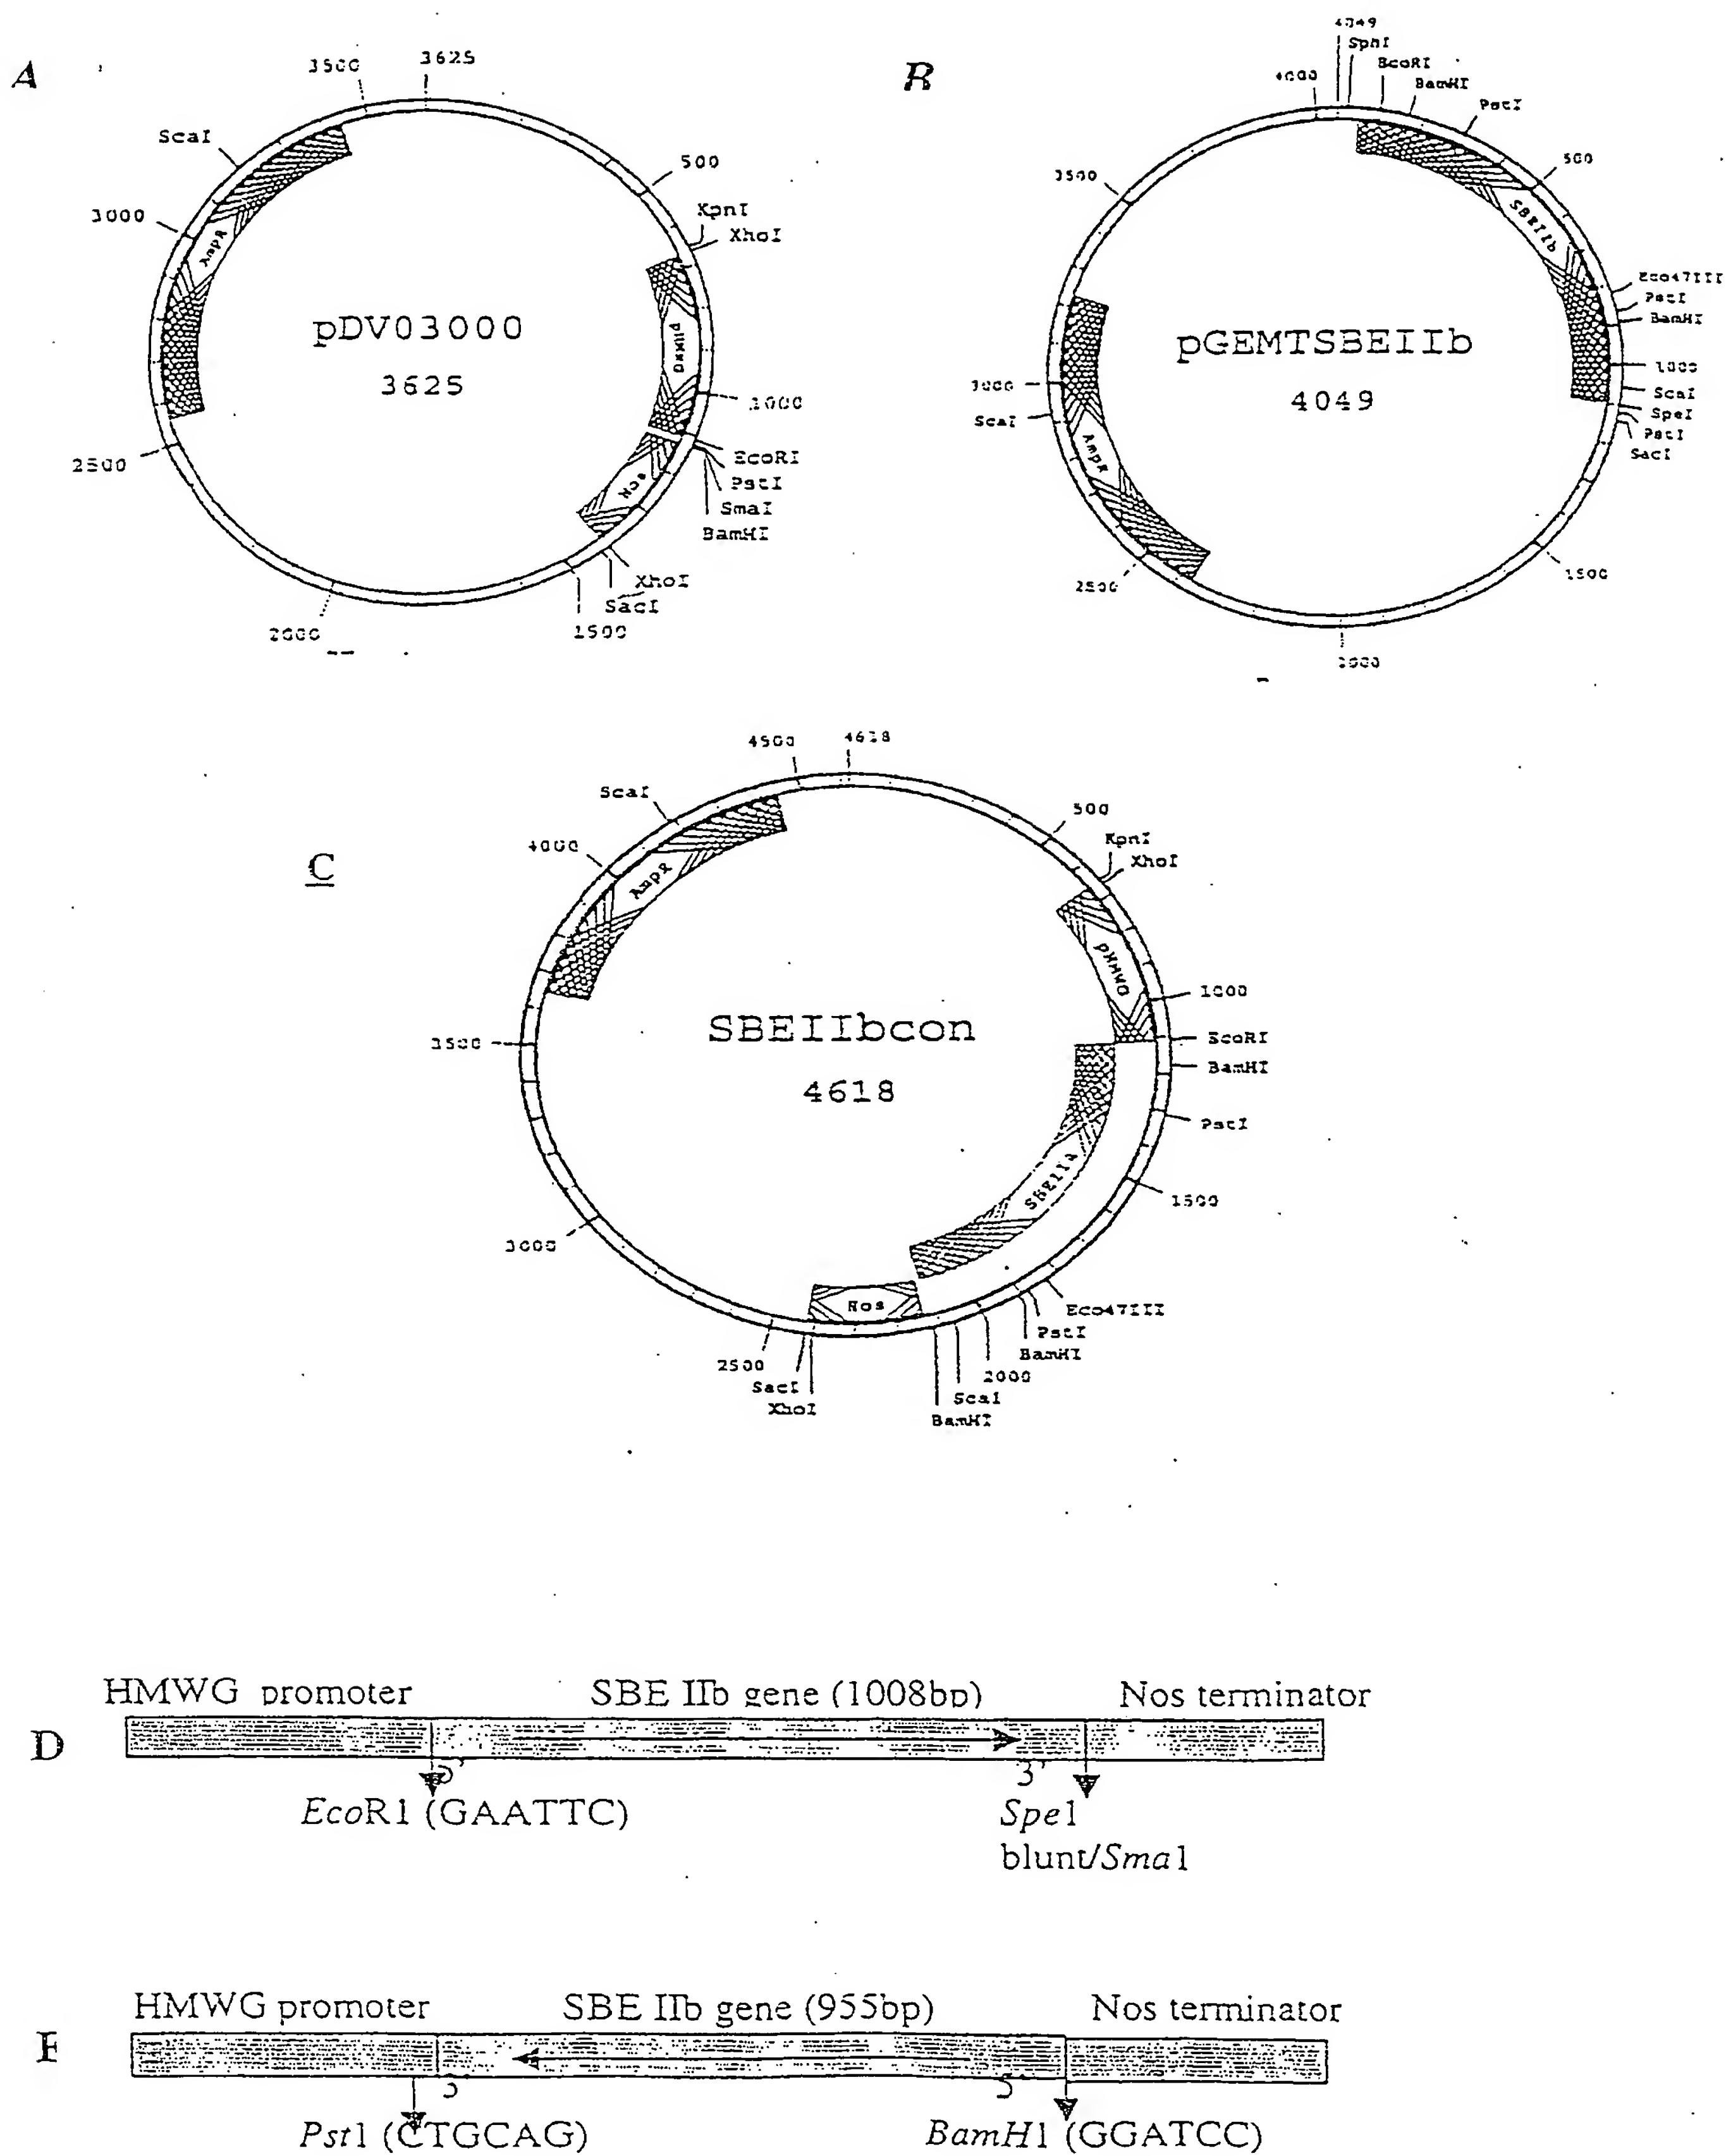 A
3500
3625
ScaI
500
3000
KpnI
XhoI
AmpR
pDV03000
3625
pHMWG
1000
2500
EcoRI
PstI
SmaI
BamHI
Nos
XhoI
SacI
2000
1500
B
4049
SphI
4000
EcoRI
BamHI
PstI
3500
500
SBEIIb
Eco47III
PstI
BamHI
pGEMTSBEIIb
4049
1000
3000
ScaI
ScaI
SpeI
PstI
SacI
AmpR
2500
1500
2000
C
4500
4618
ScaI
500
KpnI
XhoI
4000
AmpR
pHMWG
1000
SBEIIbcon
4618
3500
EcoRI
BamHI
PstI
1500
3000
Nos
Eco47III
PstI
BamHI
2500
2000
SacI
ScaI
XhoI
BamHI
HMWG promoter SBE IIb gene (1008bp) Nos terminator
D
5' 3'
EcoR1 (GAATTC) Spe1
blunt/Sma1
HMWG promoter SBE IIb gene (955bp) Nos terminator
Pst1 (CTGCAG) BamH1 (GGATCC)